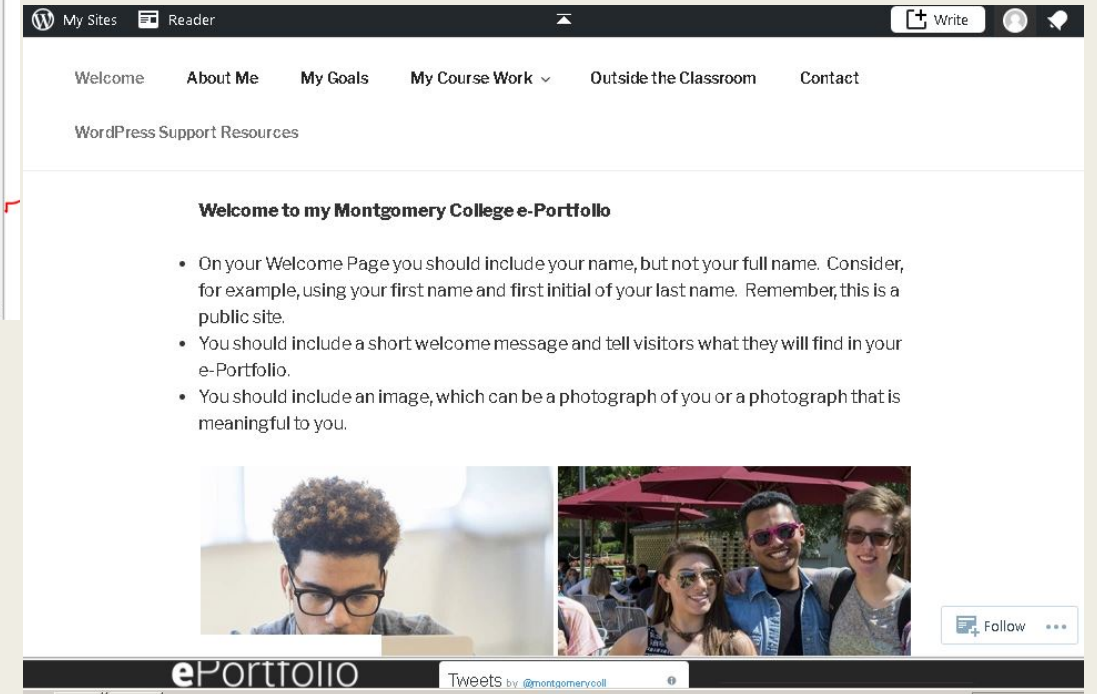 My Sites Reader Write
Welcome About Me My Goals My Course Work Outside the Classroom Contact
WordPress Support Resources
Welcome to my Montgomery College e-Portfolio
• On your Welcome Page you should include your name, but not your full name. Consider,
for example, using your first name and first initial of your last name. Remember, this is a
public site.
• You should include a short welcome message and tell visitors what they will find in your
e-Portfolio.
• You should include an image, which can be a photograph of you or a photograph that is
meaningful to you.
Follow
ePortfolio
Tweets by @montgomerycoll